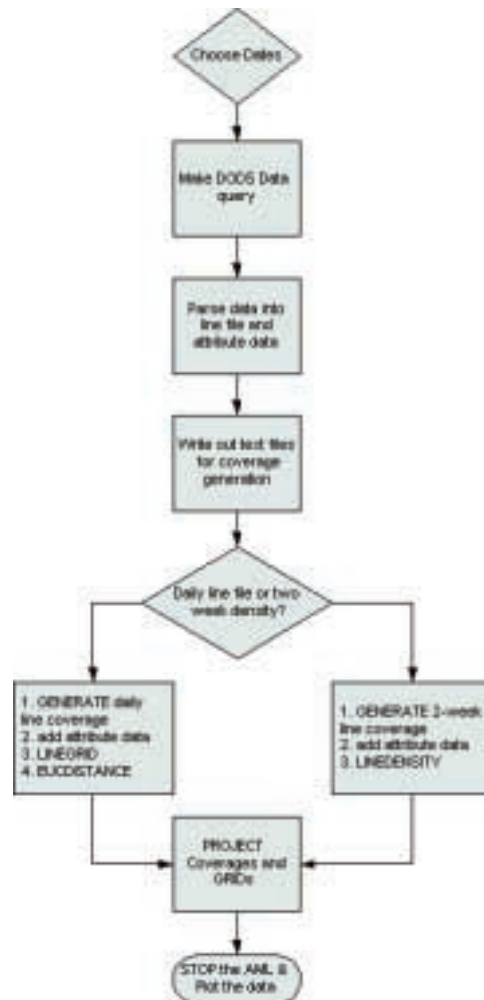 Choose Dates
Make DODS Data
query
Parse data into
line file and
attribute data
Write out text files
for coverage
generation
Daily line file or two
week density?
1. GENERATE daily
line coverage
2. add attribute data
3. LINEGRID
4. EUCDISTANCE
1. GENERATE 2-week
line coverage
2. add attribute data
3. LINEDENSITY
PROJECT
Coverages and
GRIDs
STOP the AML &
Plot the data